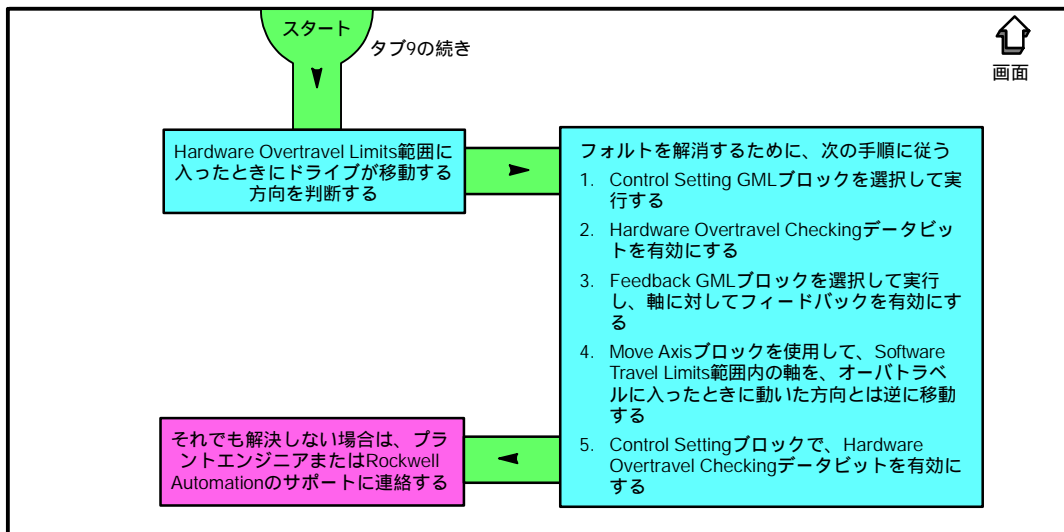 スタート
タブ9の続き
画面
Hardware Overtravel Limits範囲に
入ったときにドライブが移動する
方向を判断する
フォルトを解消するために、次の手順に従う
1. Control Setting GMLブロックを選択して実
行する
2. Hardware Overtravel Checkingデータビッ
トを有効にする
3. Feedback GMLブロックを選択して実行
し、軸に対してフィードバックを有効にす
る
4. Move Axisブロックを使用して、Software
Travel Limits範囲内の軸を、オーバトラベ
ルに入ったときに動いた方向とは逆に移動
する
5. Control Settingブロックで、Hardware
Overtravel Checkingデータビットを有効に
する
それでも解決しない場合は、プラ
ントエンジニアまたはRockwell
Automationのサポートに連絡する